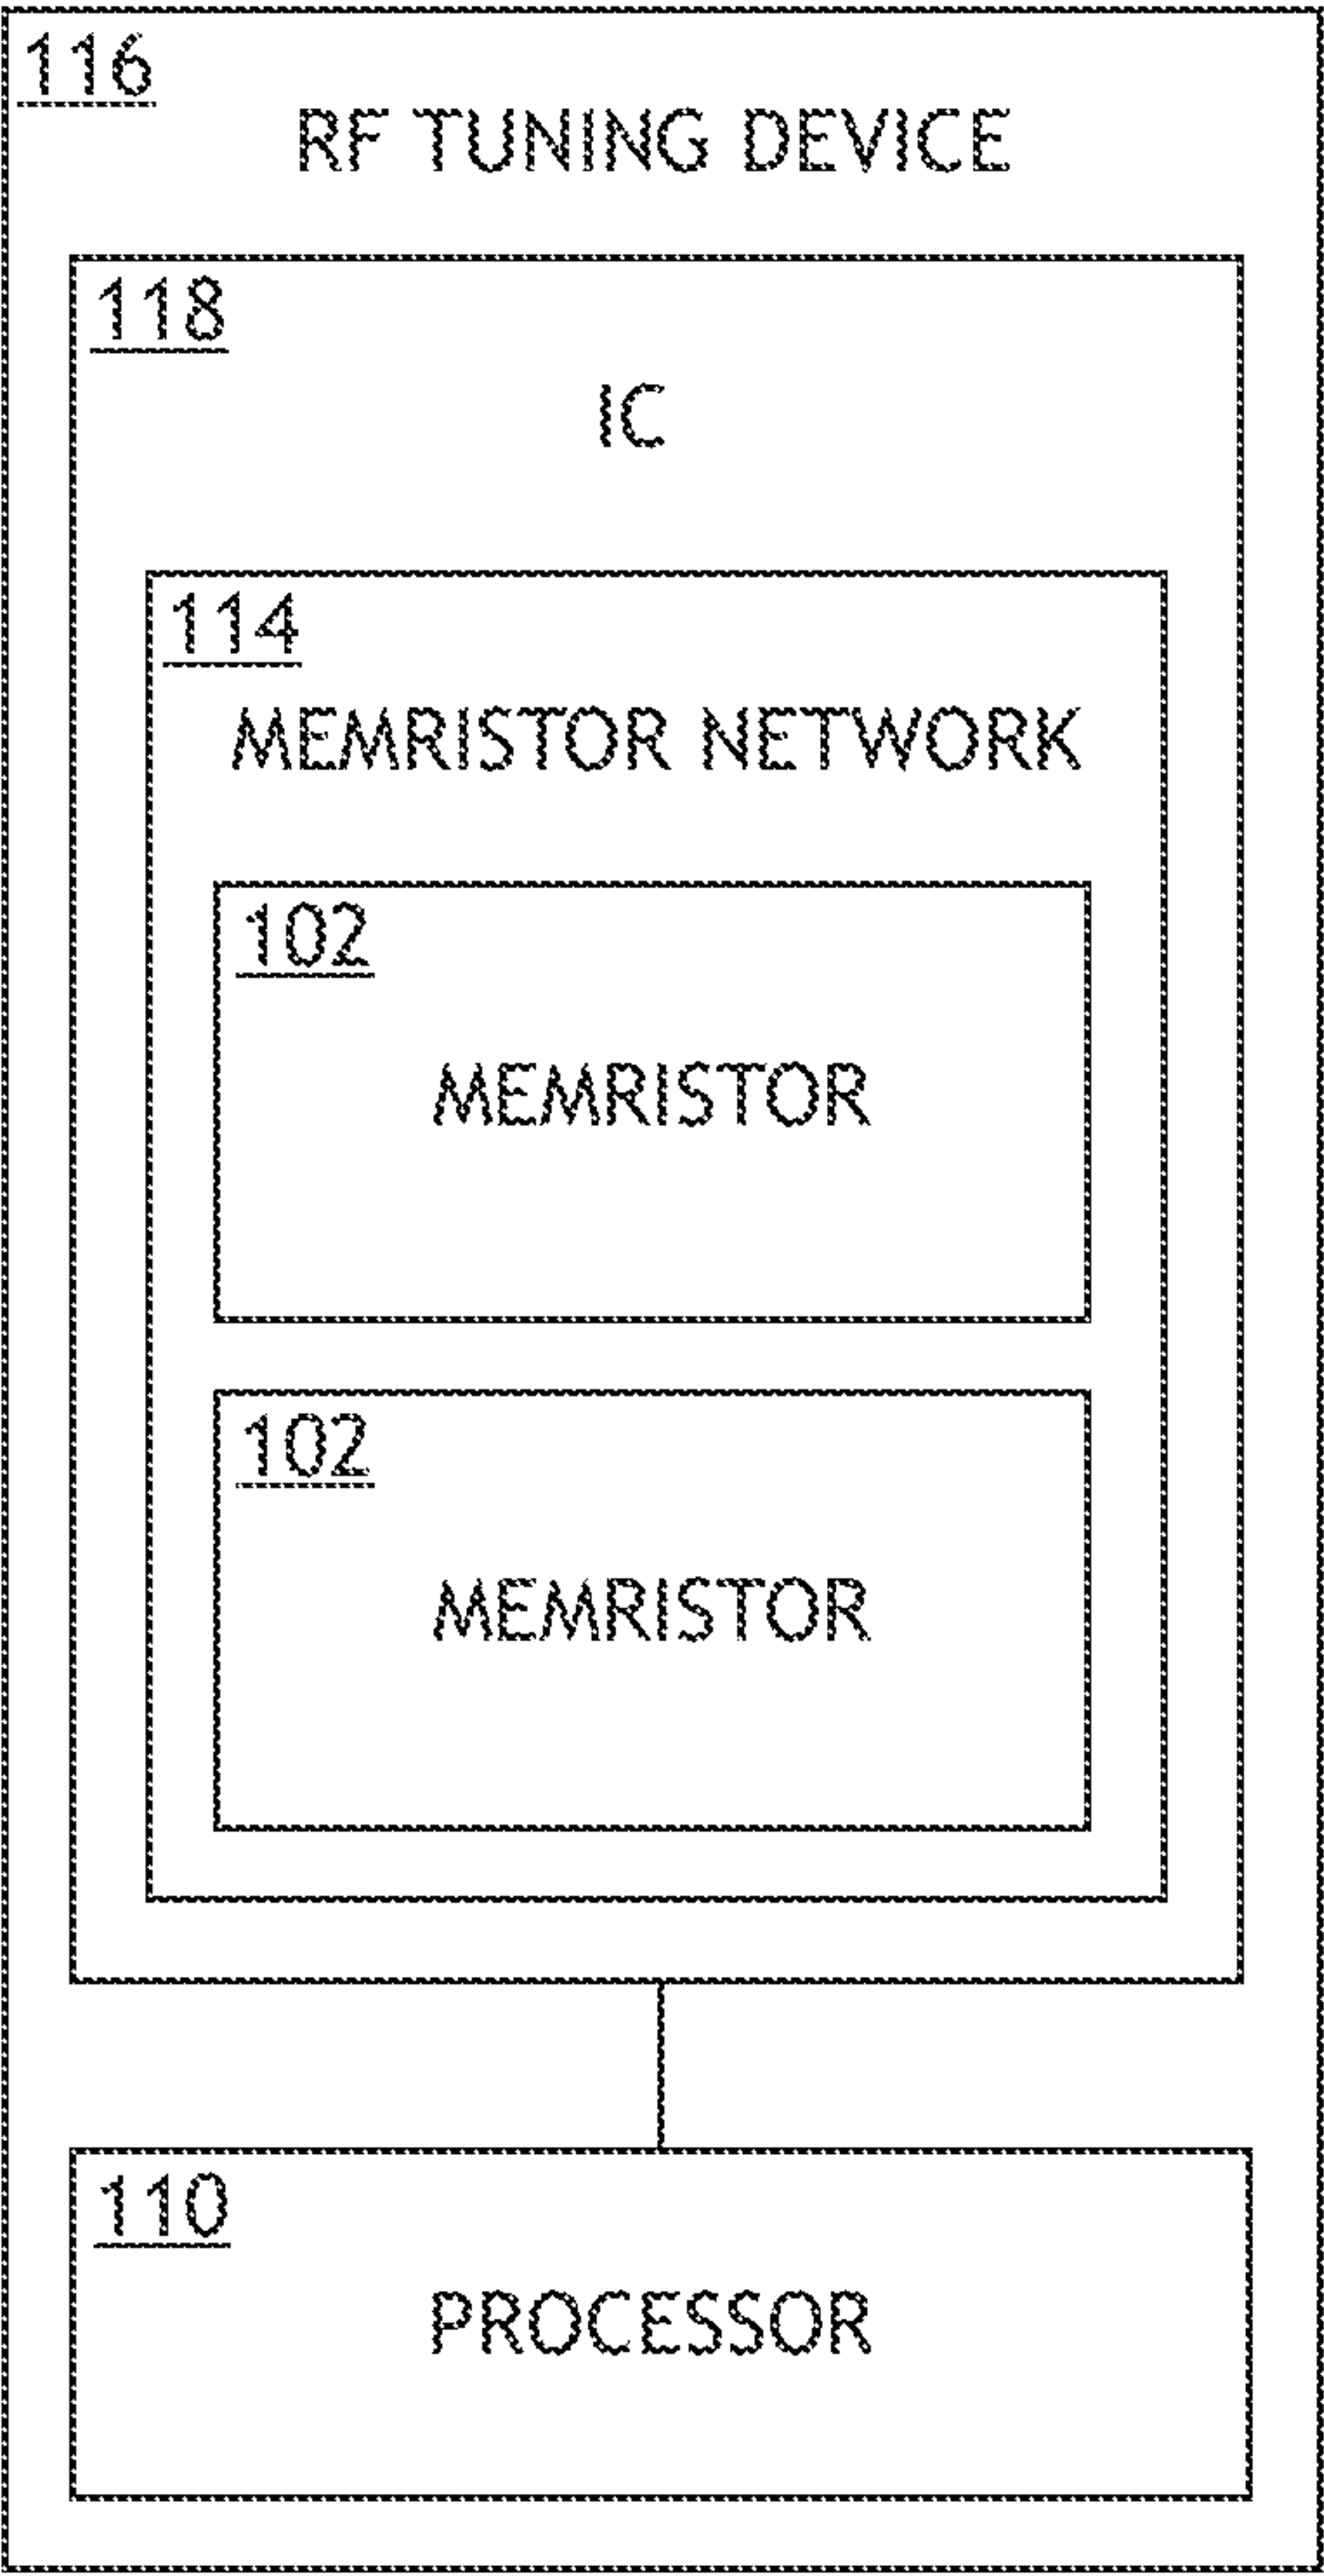 116
RF TUNING DEVICE
118
IC
114
MEMRISTOR NETWORK
102
MEMRISTOR
102
MEMRISTOR
110
PROCESSOR